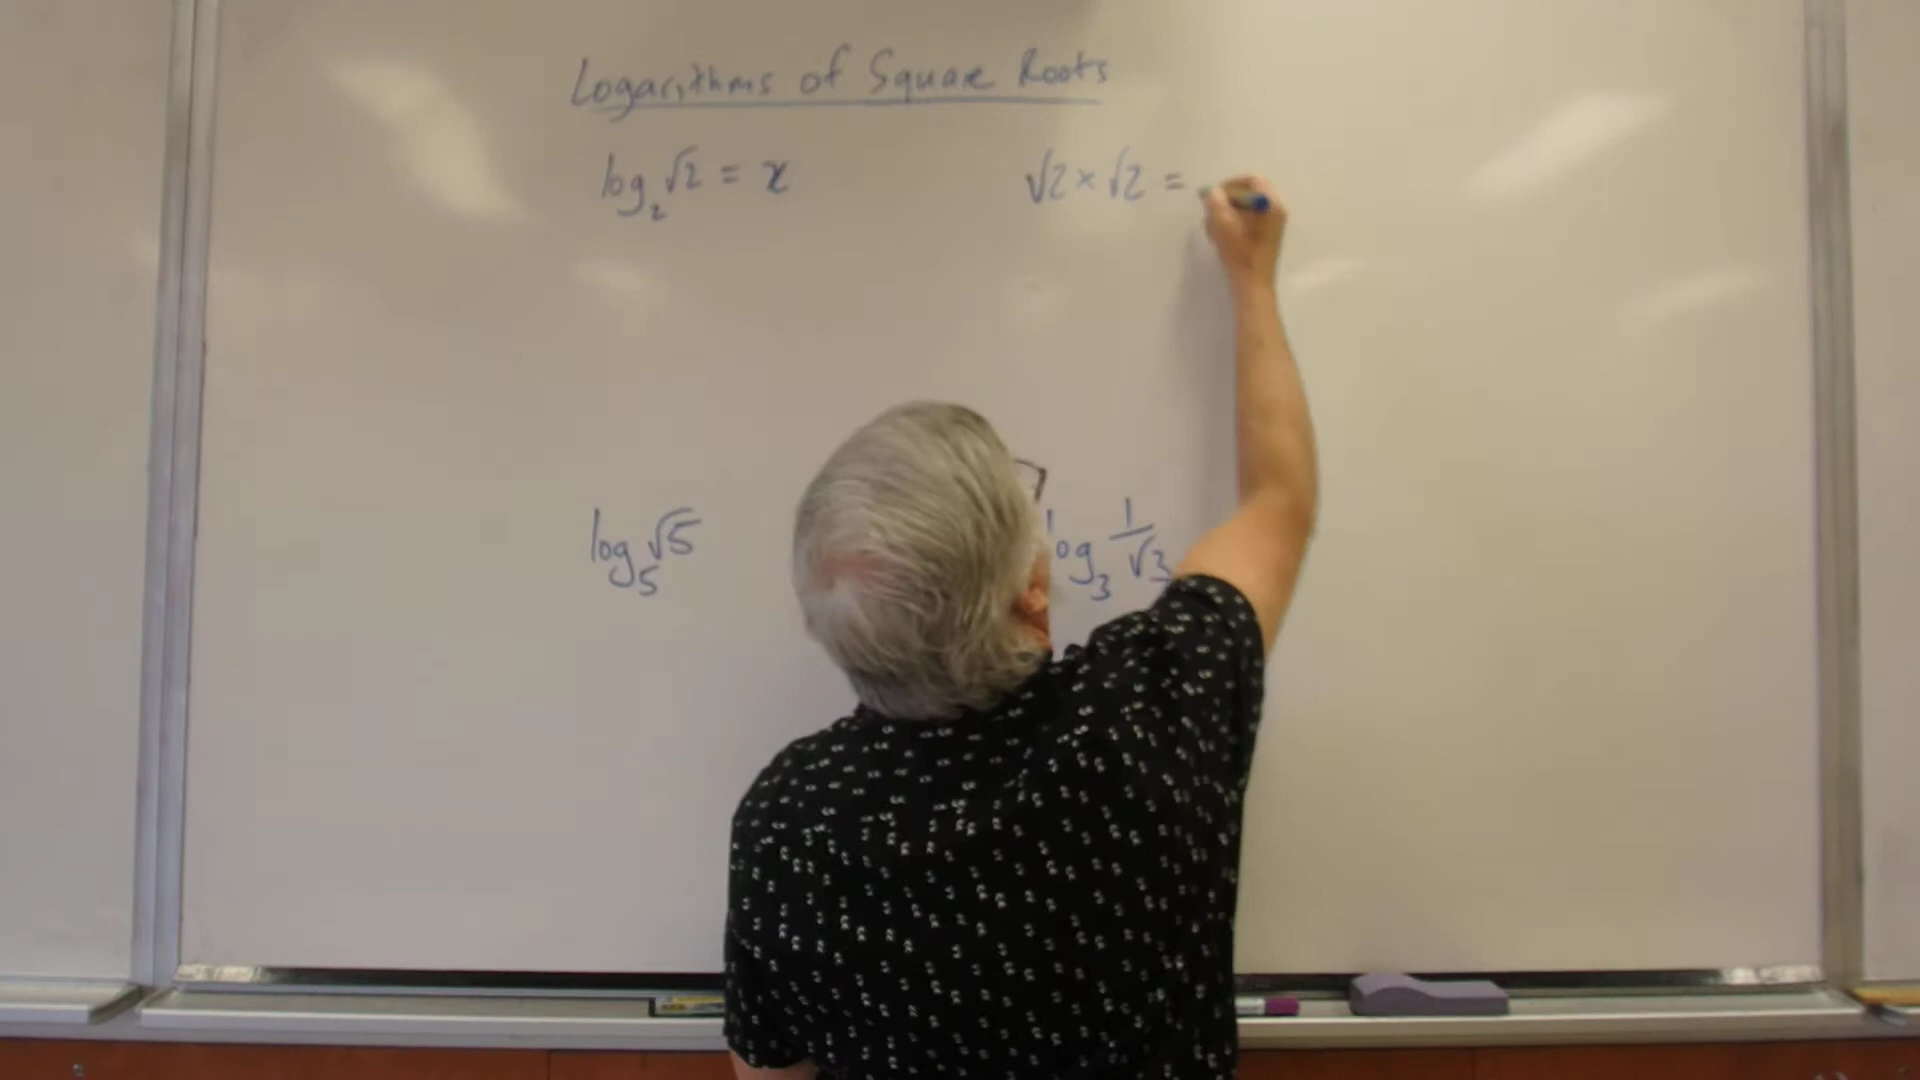 Logarithms of Square Roots
log₂ √2 = x
√2 × √2 =
log₅ √5
log₃ 1/√3